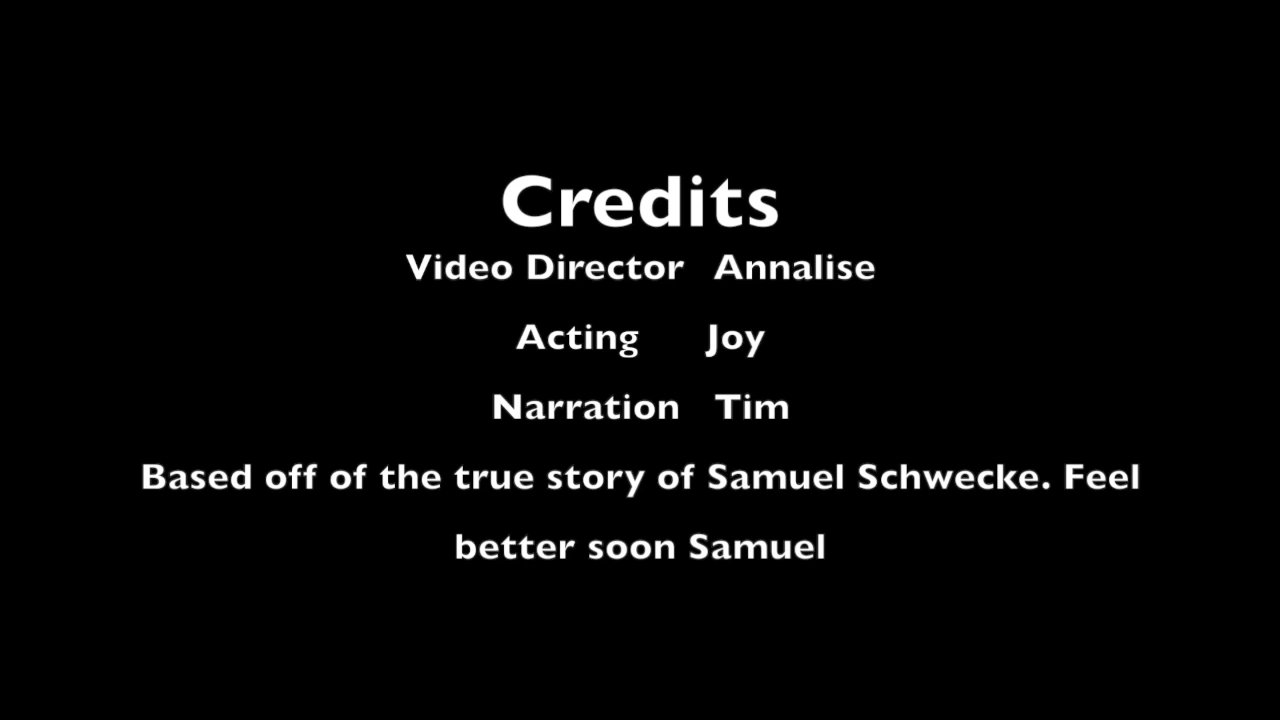 Credits
Video Director Annalise
Acting Joy
Narration Tim
Based off of the true story of Samuel Schwecke. Feel
better soon Samuel